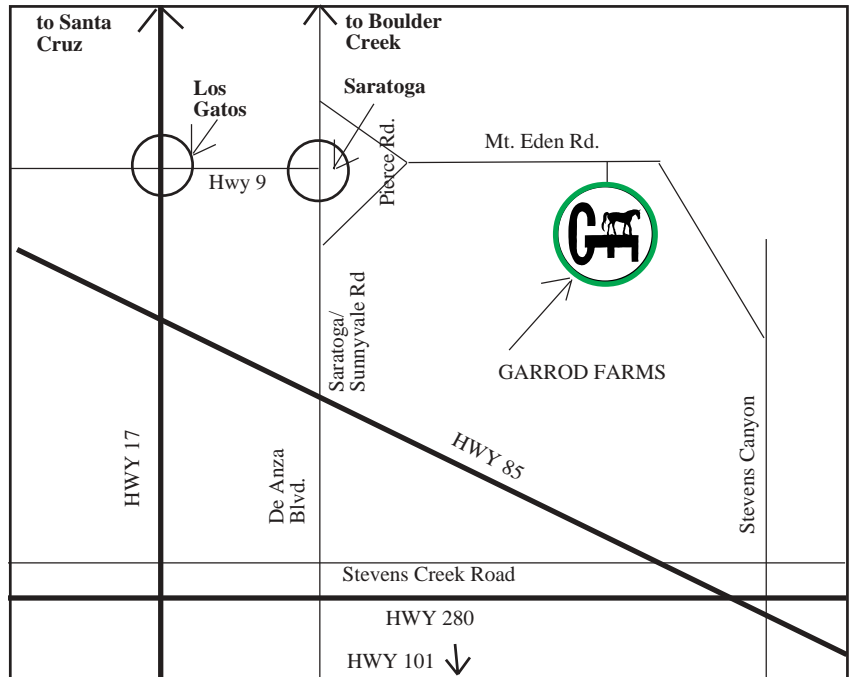 to Santa
Cruz
to Boulder
Creek
Los
Gatos
Saratoga
Mt. Eden Rd.
Pierce Rd.
Hwy 9
GF
Saratoga/
Sunnyvale Rd
GARROD FARMS
HWY 17
De Anza
Blvd.
HWY 85
Stevens Canyon
Stevens Creek Road
HWY 280
HWY 101